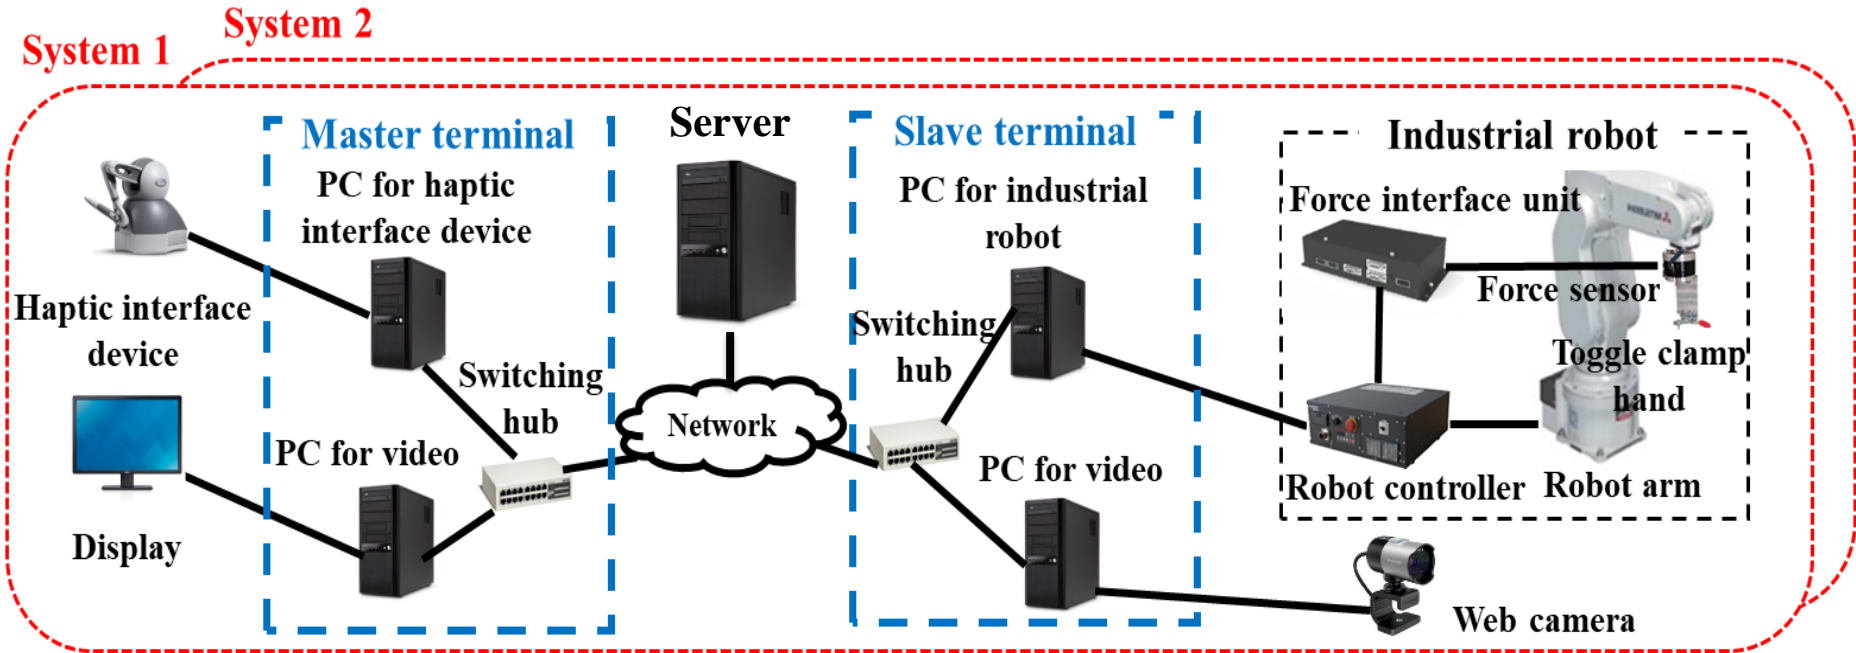 System 1
System 2
Master terminal
PC for haptic
interface device
Haptic interface
device
Display
PC for video
Switching
hub
Server
Network
Slave terminal
PC for industrial
robot
Switching
hub
PC for video
Industrial robot
Force interface unit
Force sensor
Toggle clamp
hand
Robot controller
Robot arm
Web camera